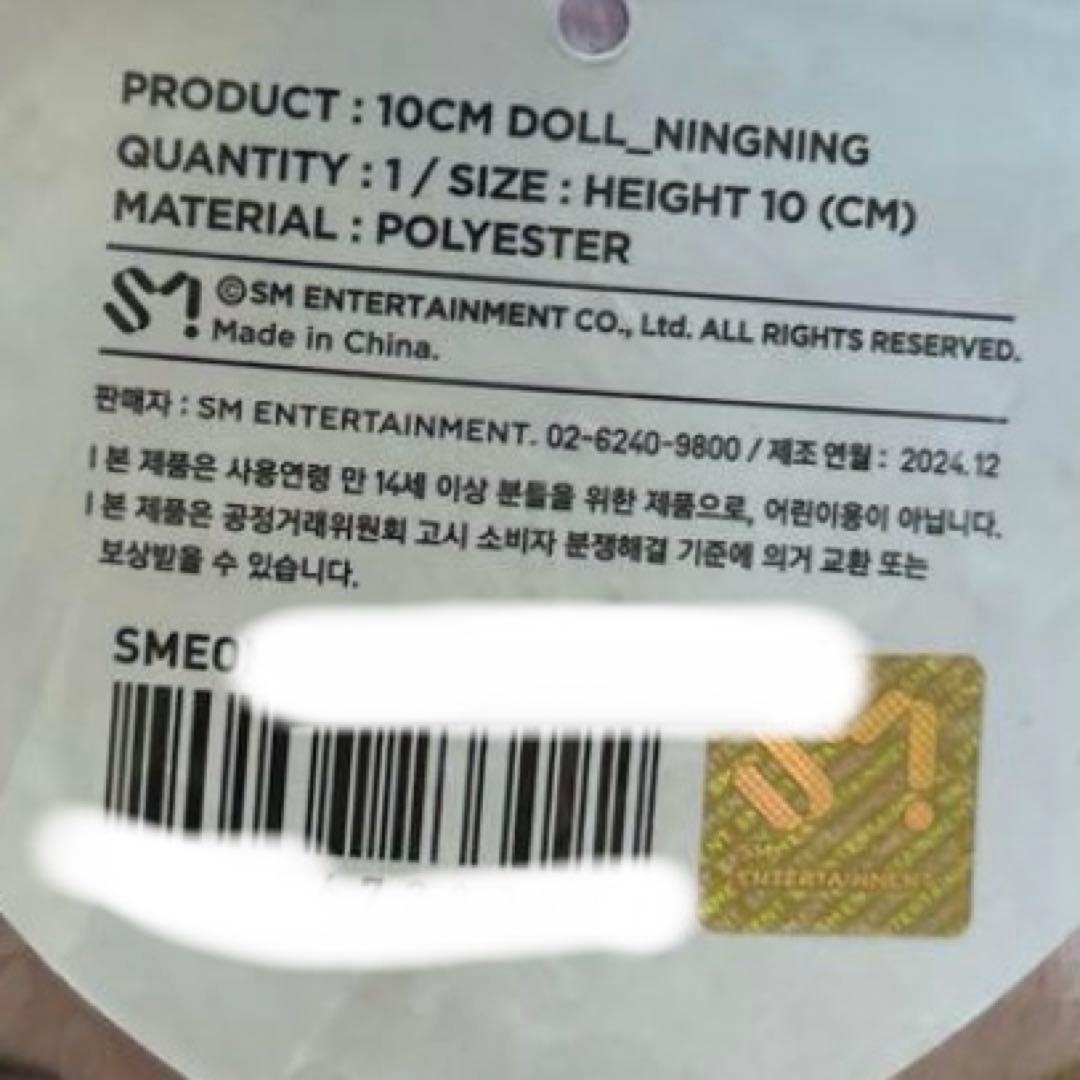 PRODUCT : 10CM DOLL_NINGNING
QUANTITY : 1 / SIZE : HEIGHT 10 (CM)
MATERIAL : POLYESTER
SM! ©SM ENTERTAINMENT CO., Ltd. ALL RIGHTS RESERVED.
Made in China.
판매자 : SM ENTERTAINMENT. 02-6240-9800 / 제조연월 : 2024.12
| 본 제품은 사용연령 만 14세 이상 분들을 위한 제품으로, 어린이용이 아닙니다.
| 본 제품은 공정거래위원회 고시 소비자 분쟁해결 기준에 의거 교환 또는
보상받을 수 있습니다.
SME0
SM!
SM
ENTERTAINMENT